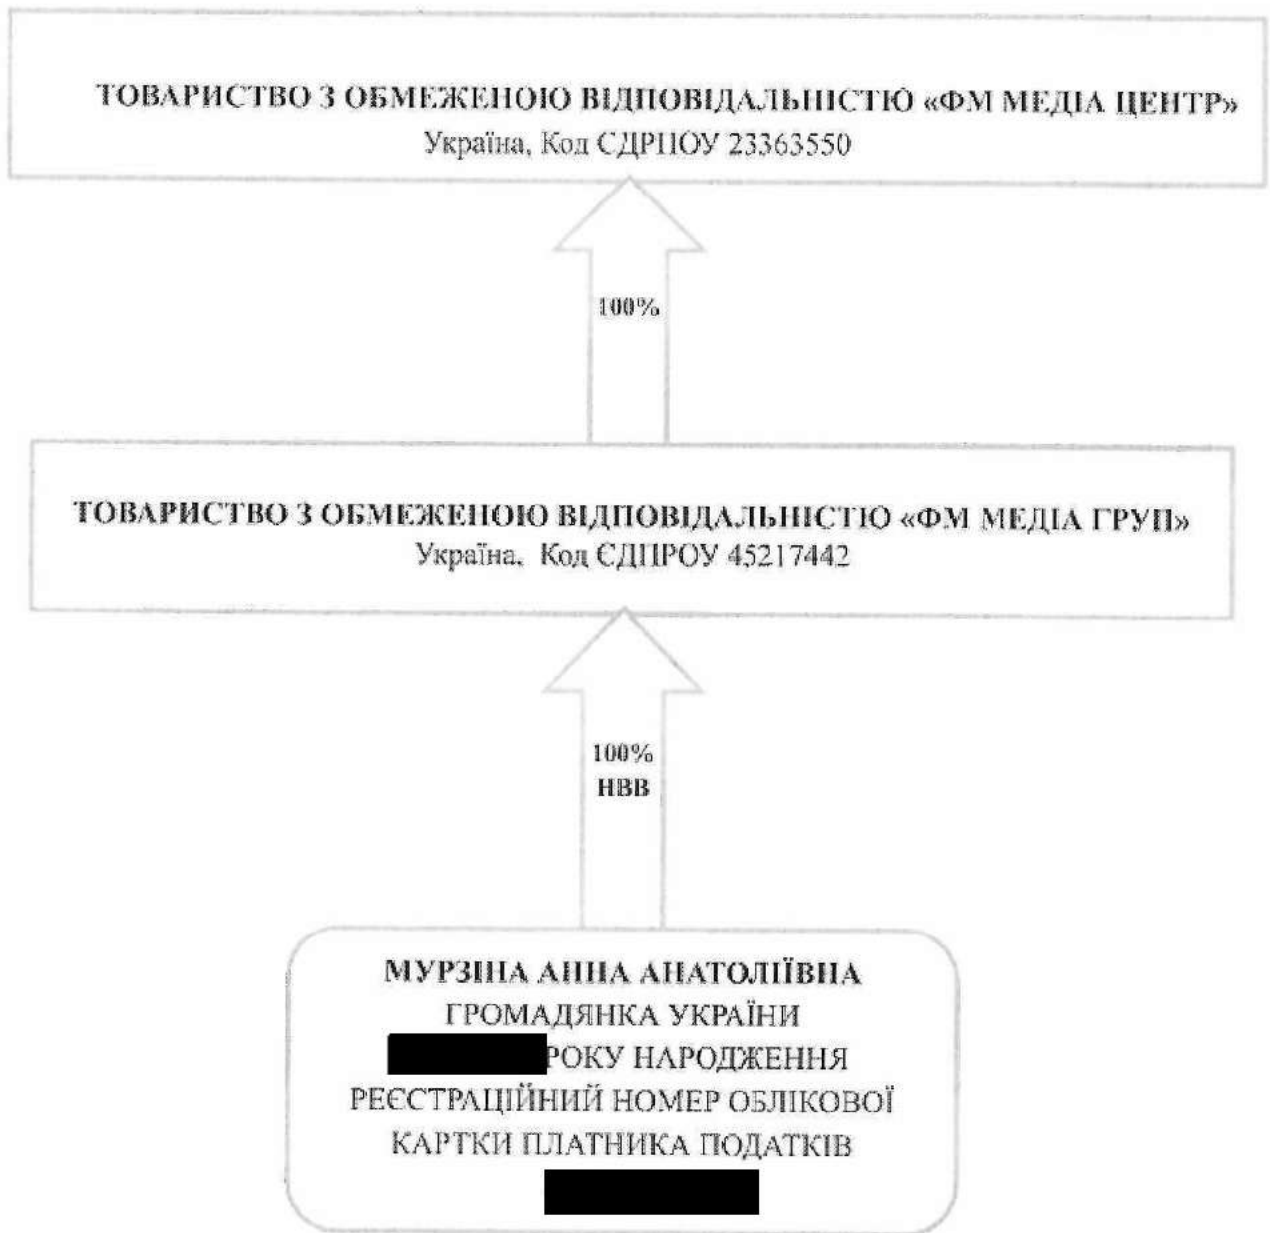 ТОВАРИСТВО З ОБМЕЖЕНОЮ ВІДПОВІДАЛЬНІСТЮ «ФМ МЕДІА ЦЕНТР»
Україна, Код ЄДРПОУ 23363550
100%
ТОВАРИСТВО З ОБМЕЖЕНОЮ ВІДПОВІДАЛЬНІСТЮ «ФМ МЕДІА ГРУП»
Україна, Код ЄДПРОУ 45217442
100%
НВВ
МУРЗІНА АННА АНАТОЛІЇВНА
ГРОМАДЯНКА УКРАЇНИ
РОКУ НАРОДЖЕННЯ
РЕЄСТРАЦІЙНИЙ НОМЕР ОБЛІКОВОЇ
КАРТКИ ПЛАТНИКА ПОДАТКІВ